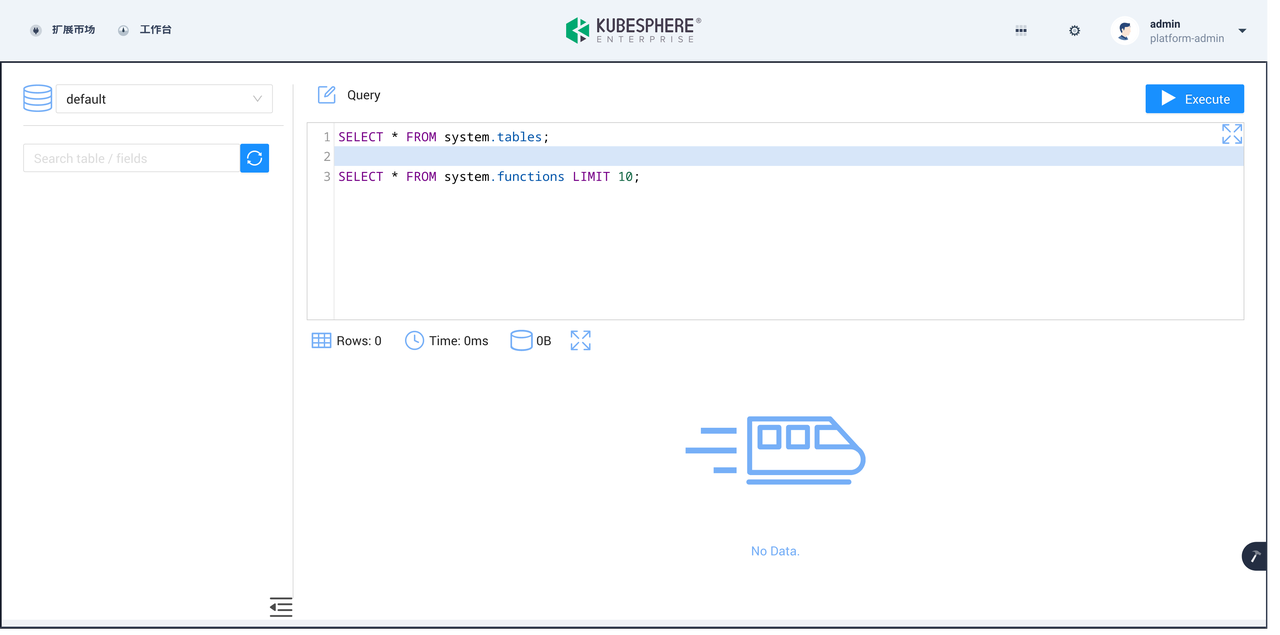 扩展市场
工作台
KUBESPHERE®
ENTERPRISE
admin
platform-admin
default
Search table / fields
Query
Execute
1 SELECT * FROM system.tables;
2
3 SELECT * FROM system.functions LIMIT 10;
Rows: 0
Time: 0ms
0B
No Data.